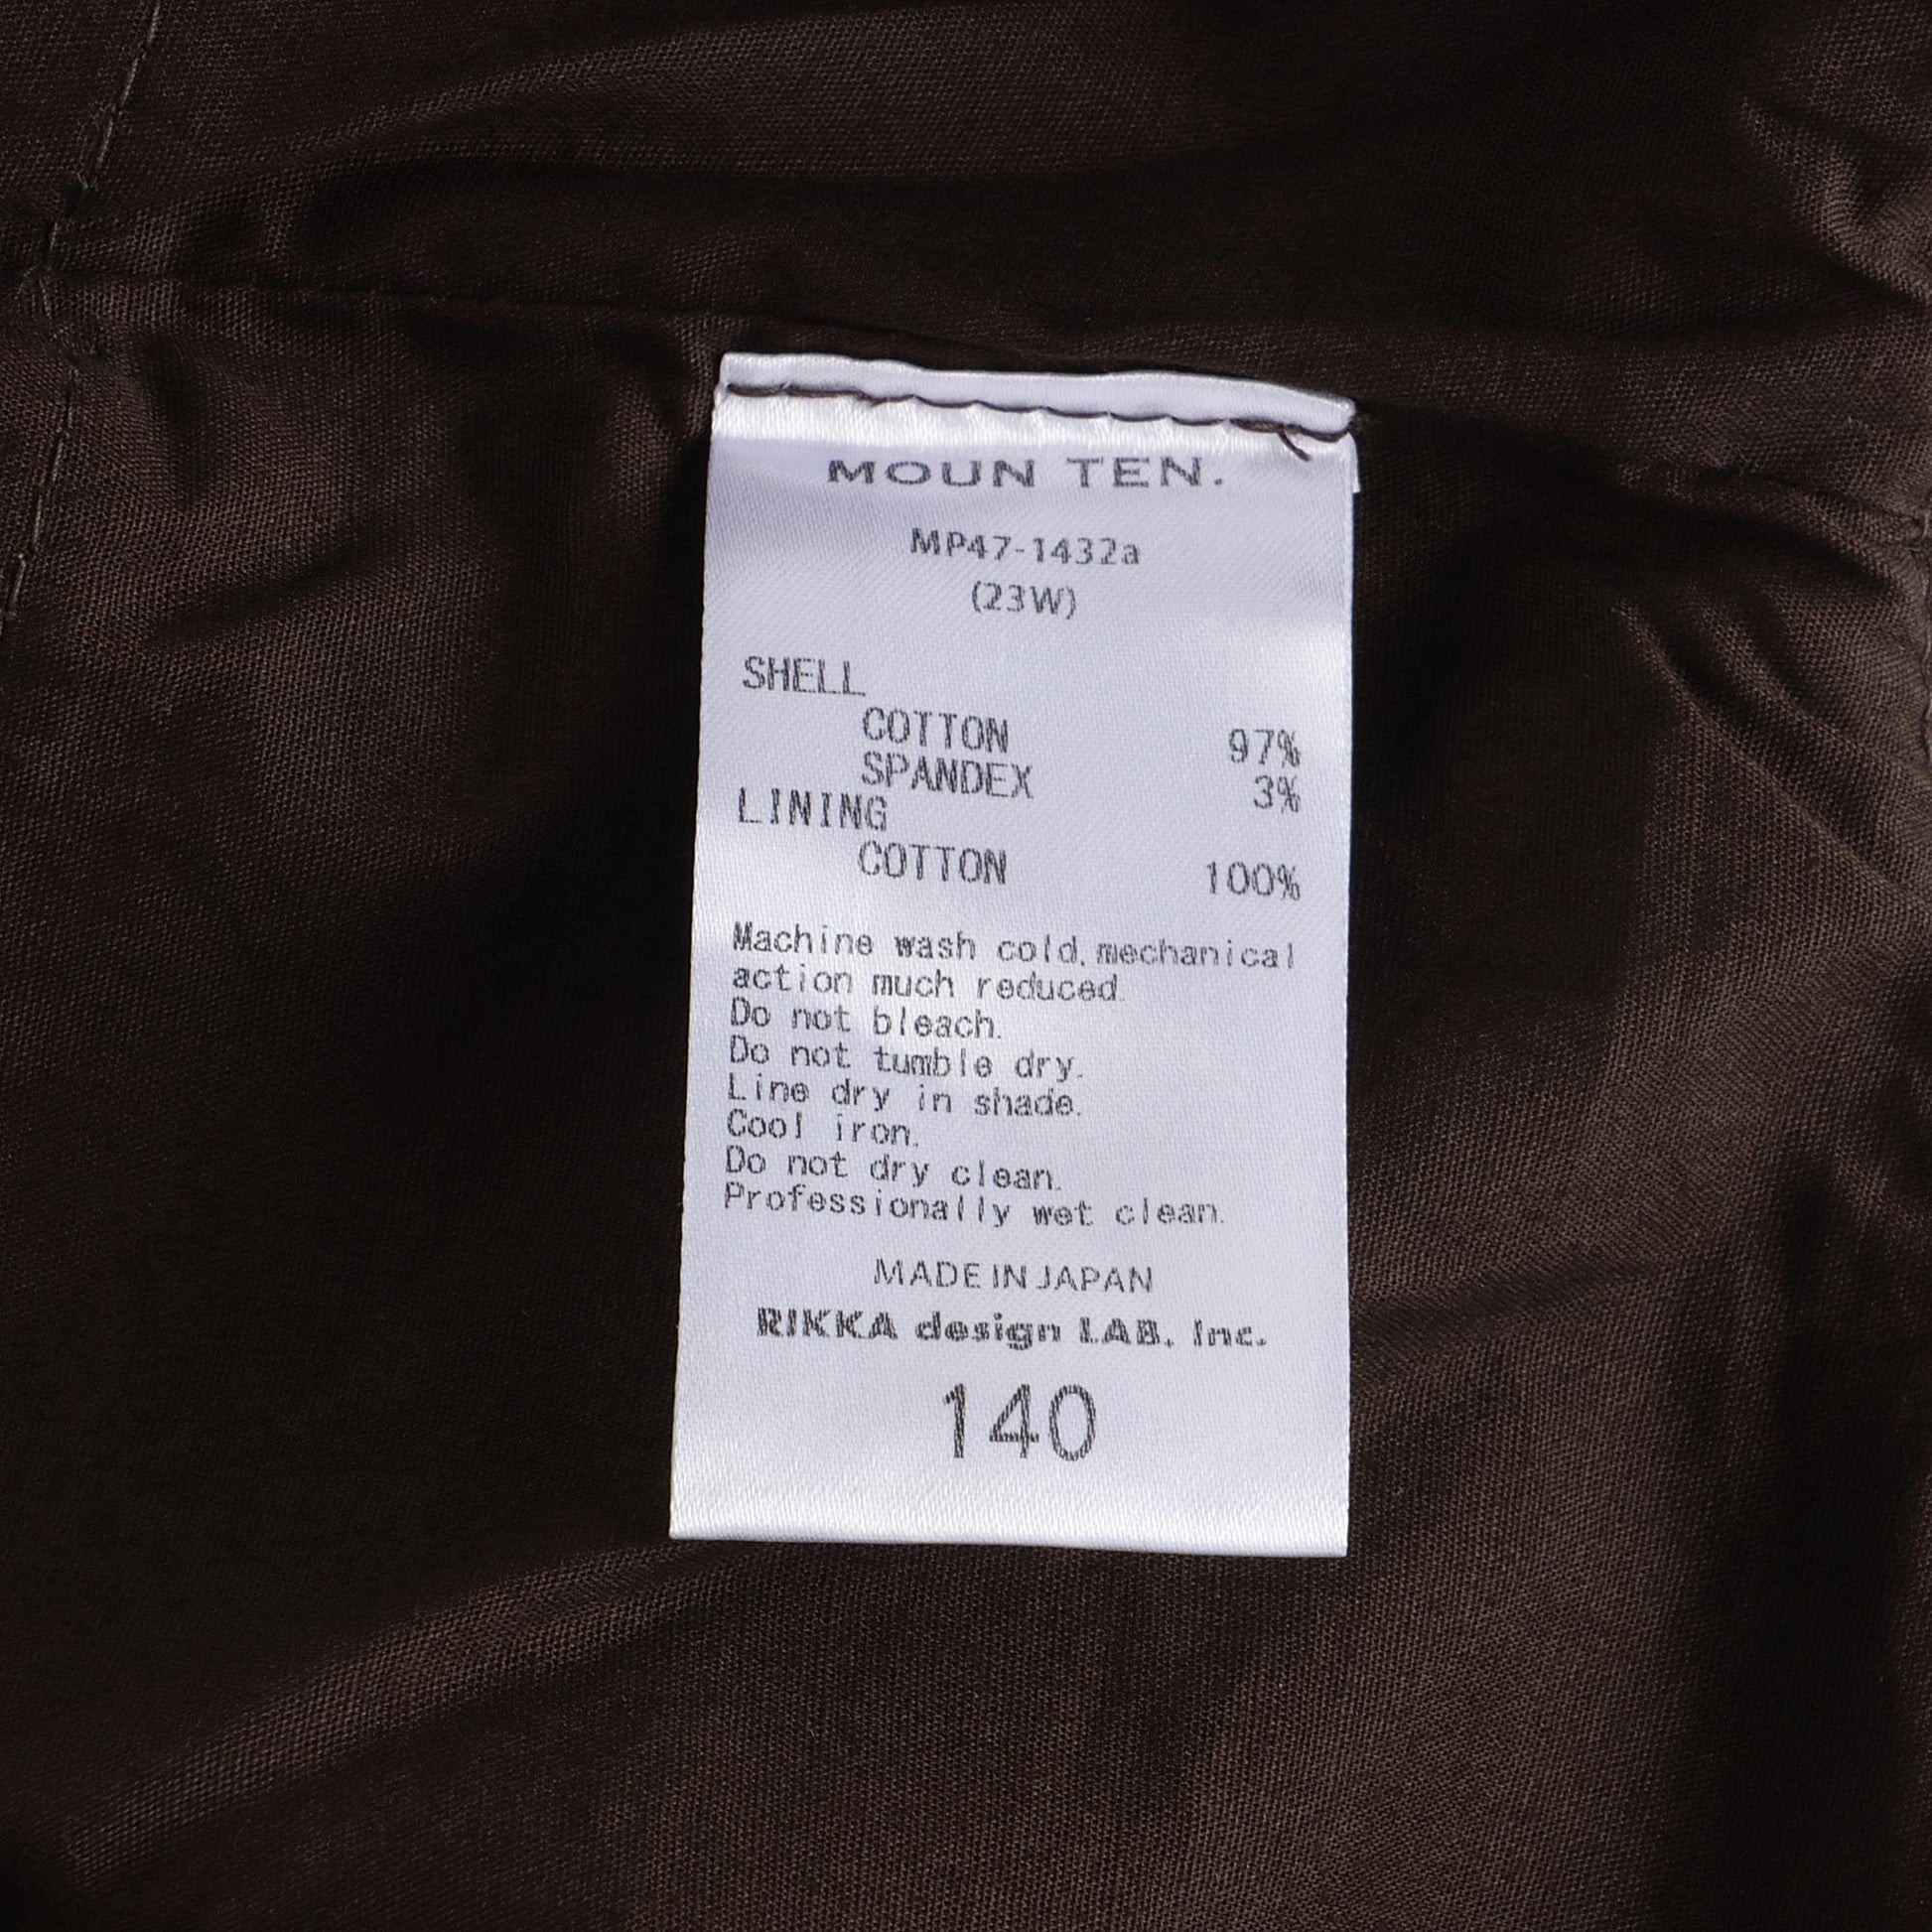 MOUN TEN.
MP47-1432a
(23W)
SHELL
COTTON 97%
SPANDEX 3%
LINING
COTTON 100%
Machine wash cold,mechanical
action much reduced.
Do not bleach.
Do not tumble dry.
Line dry in shade.
Cool iron.
Do not dry clean.
Professionally wet clean.
MADE IN JAPAN
RIKKA design LAB. Inc.
140